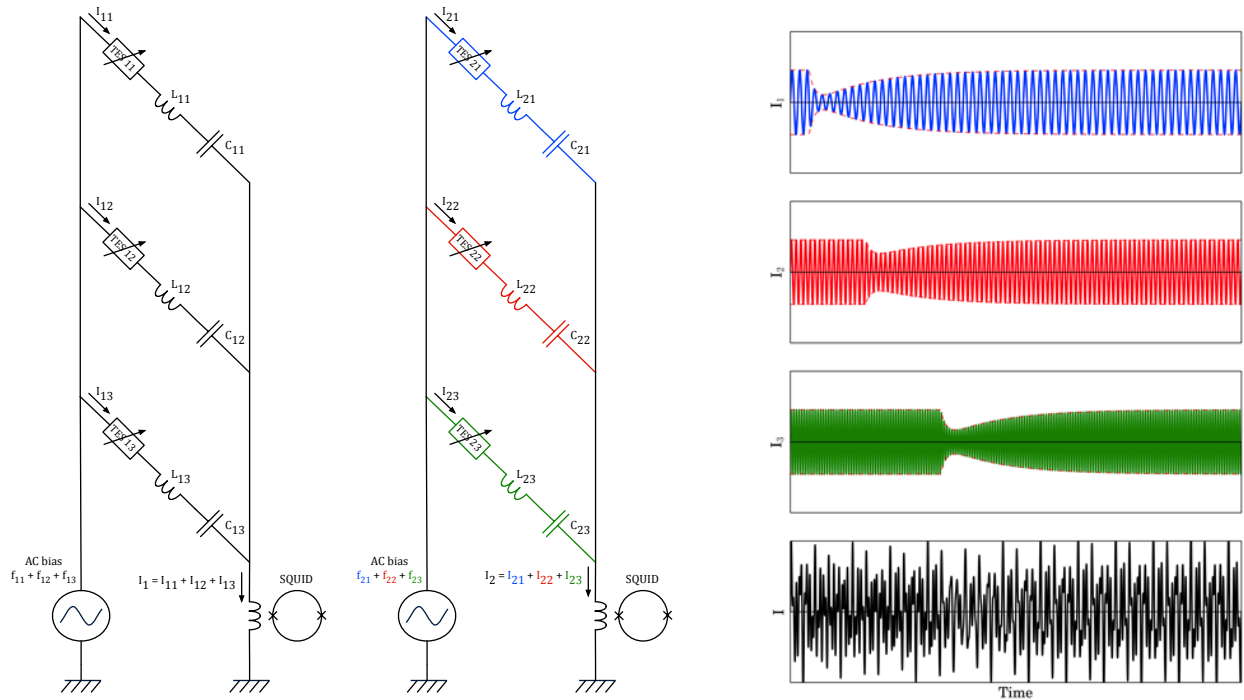 I₁₁
TES 11
L₁₁
C₁₁
I₁₂
TES 12
L₁₂
C₁₂
I₁₃
TES 13
L₁₃
C₁₃
AC bias
f₁₁ + f₁₂ + f₁₃
I₁ = I₁₁ + I₁₂ + I₁₃
SQUID
I₂₁
TES 21
L₂₁
C₂₁
I₂₂
TES 22
L₂₂
C₂₂
I₂₃
TES 23
L₂₃
C₂₃
AC bias
f₂₁ + f₂₂ + f₂₃
I₂ = I₂₁ + I₂₂ + I₂₃
SQUID
I₁
I₂
I₃
I
Time